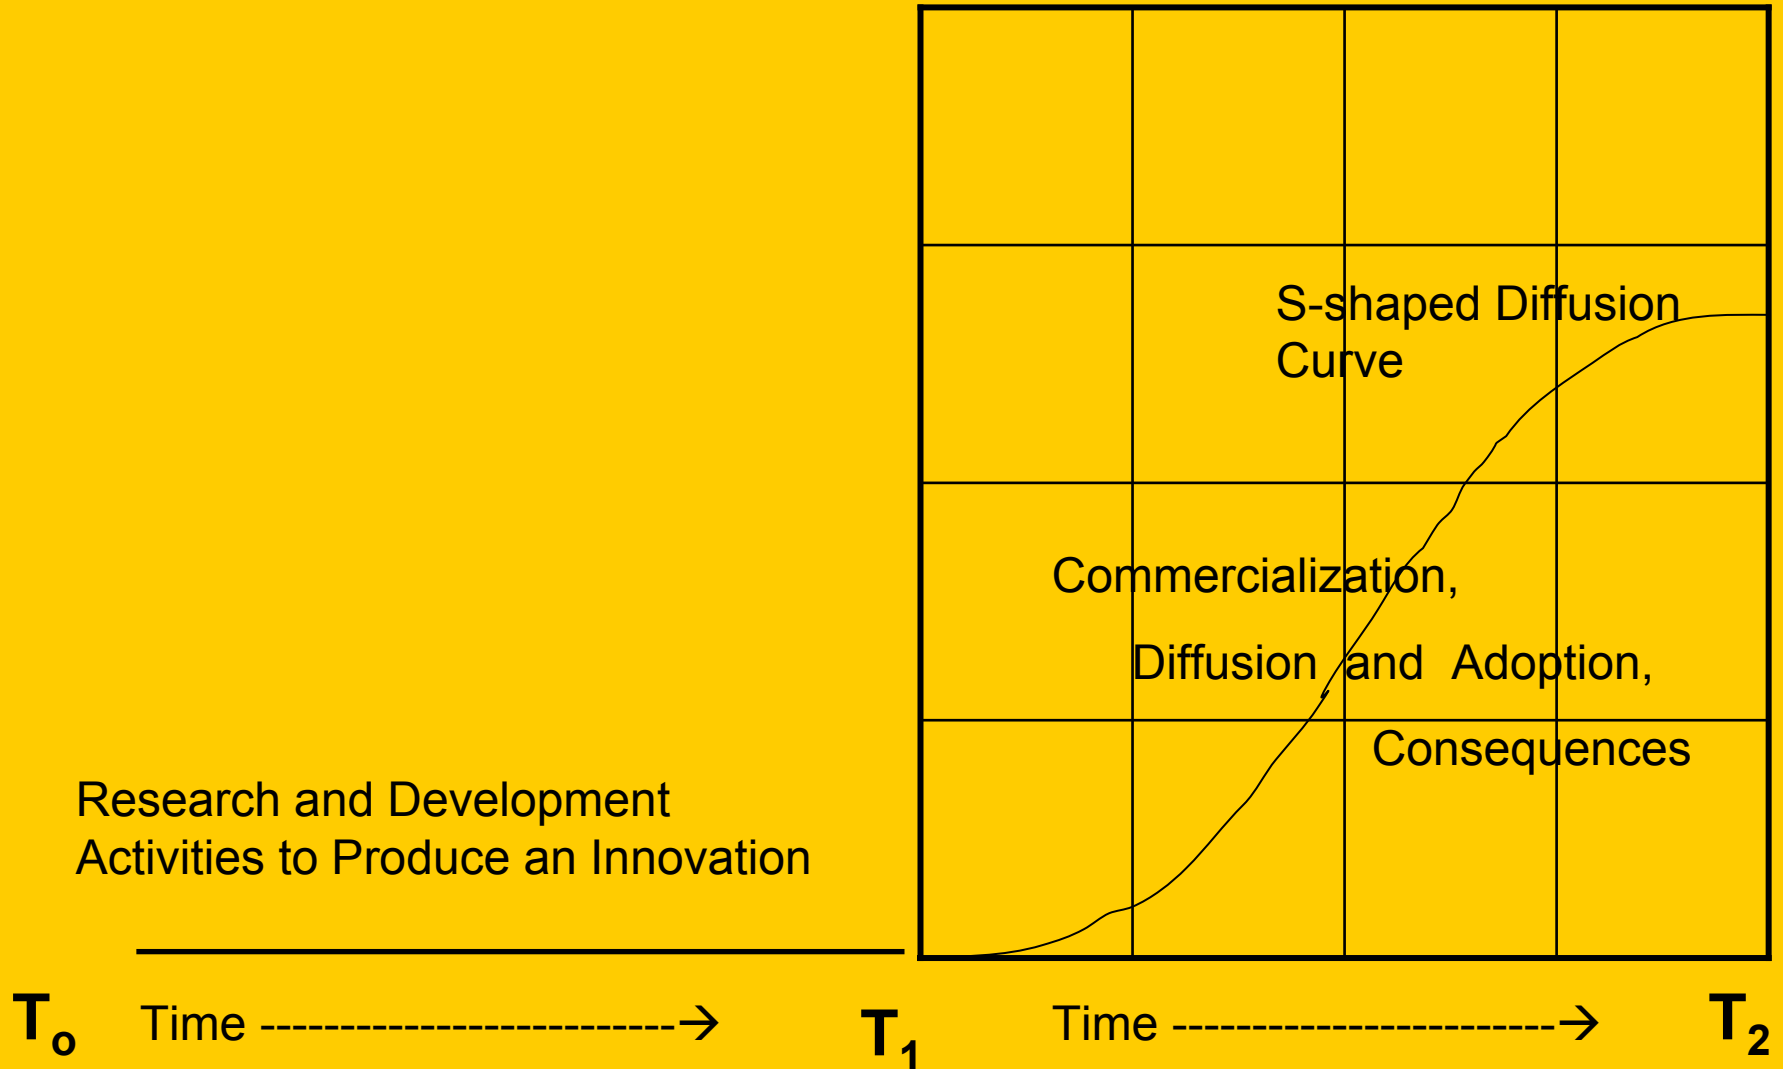 S-shaped Diffusion
Curve
Commercialization,
Diffusion and Adoption,
Consequences
Research and Development
Activities to Produce an Innovation
To Time --------------------------→ T1 Time ------------------------→ T2